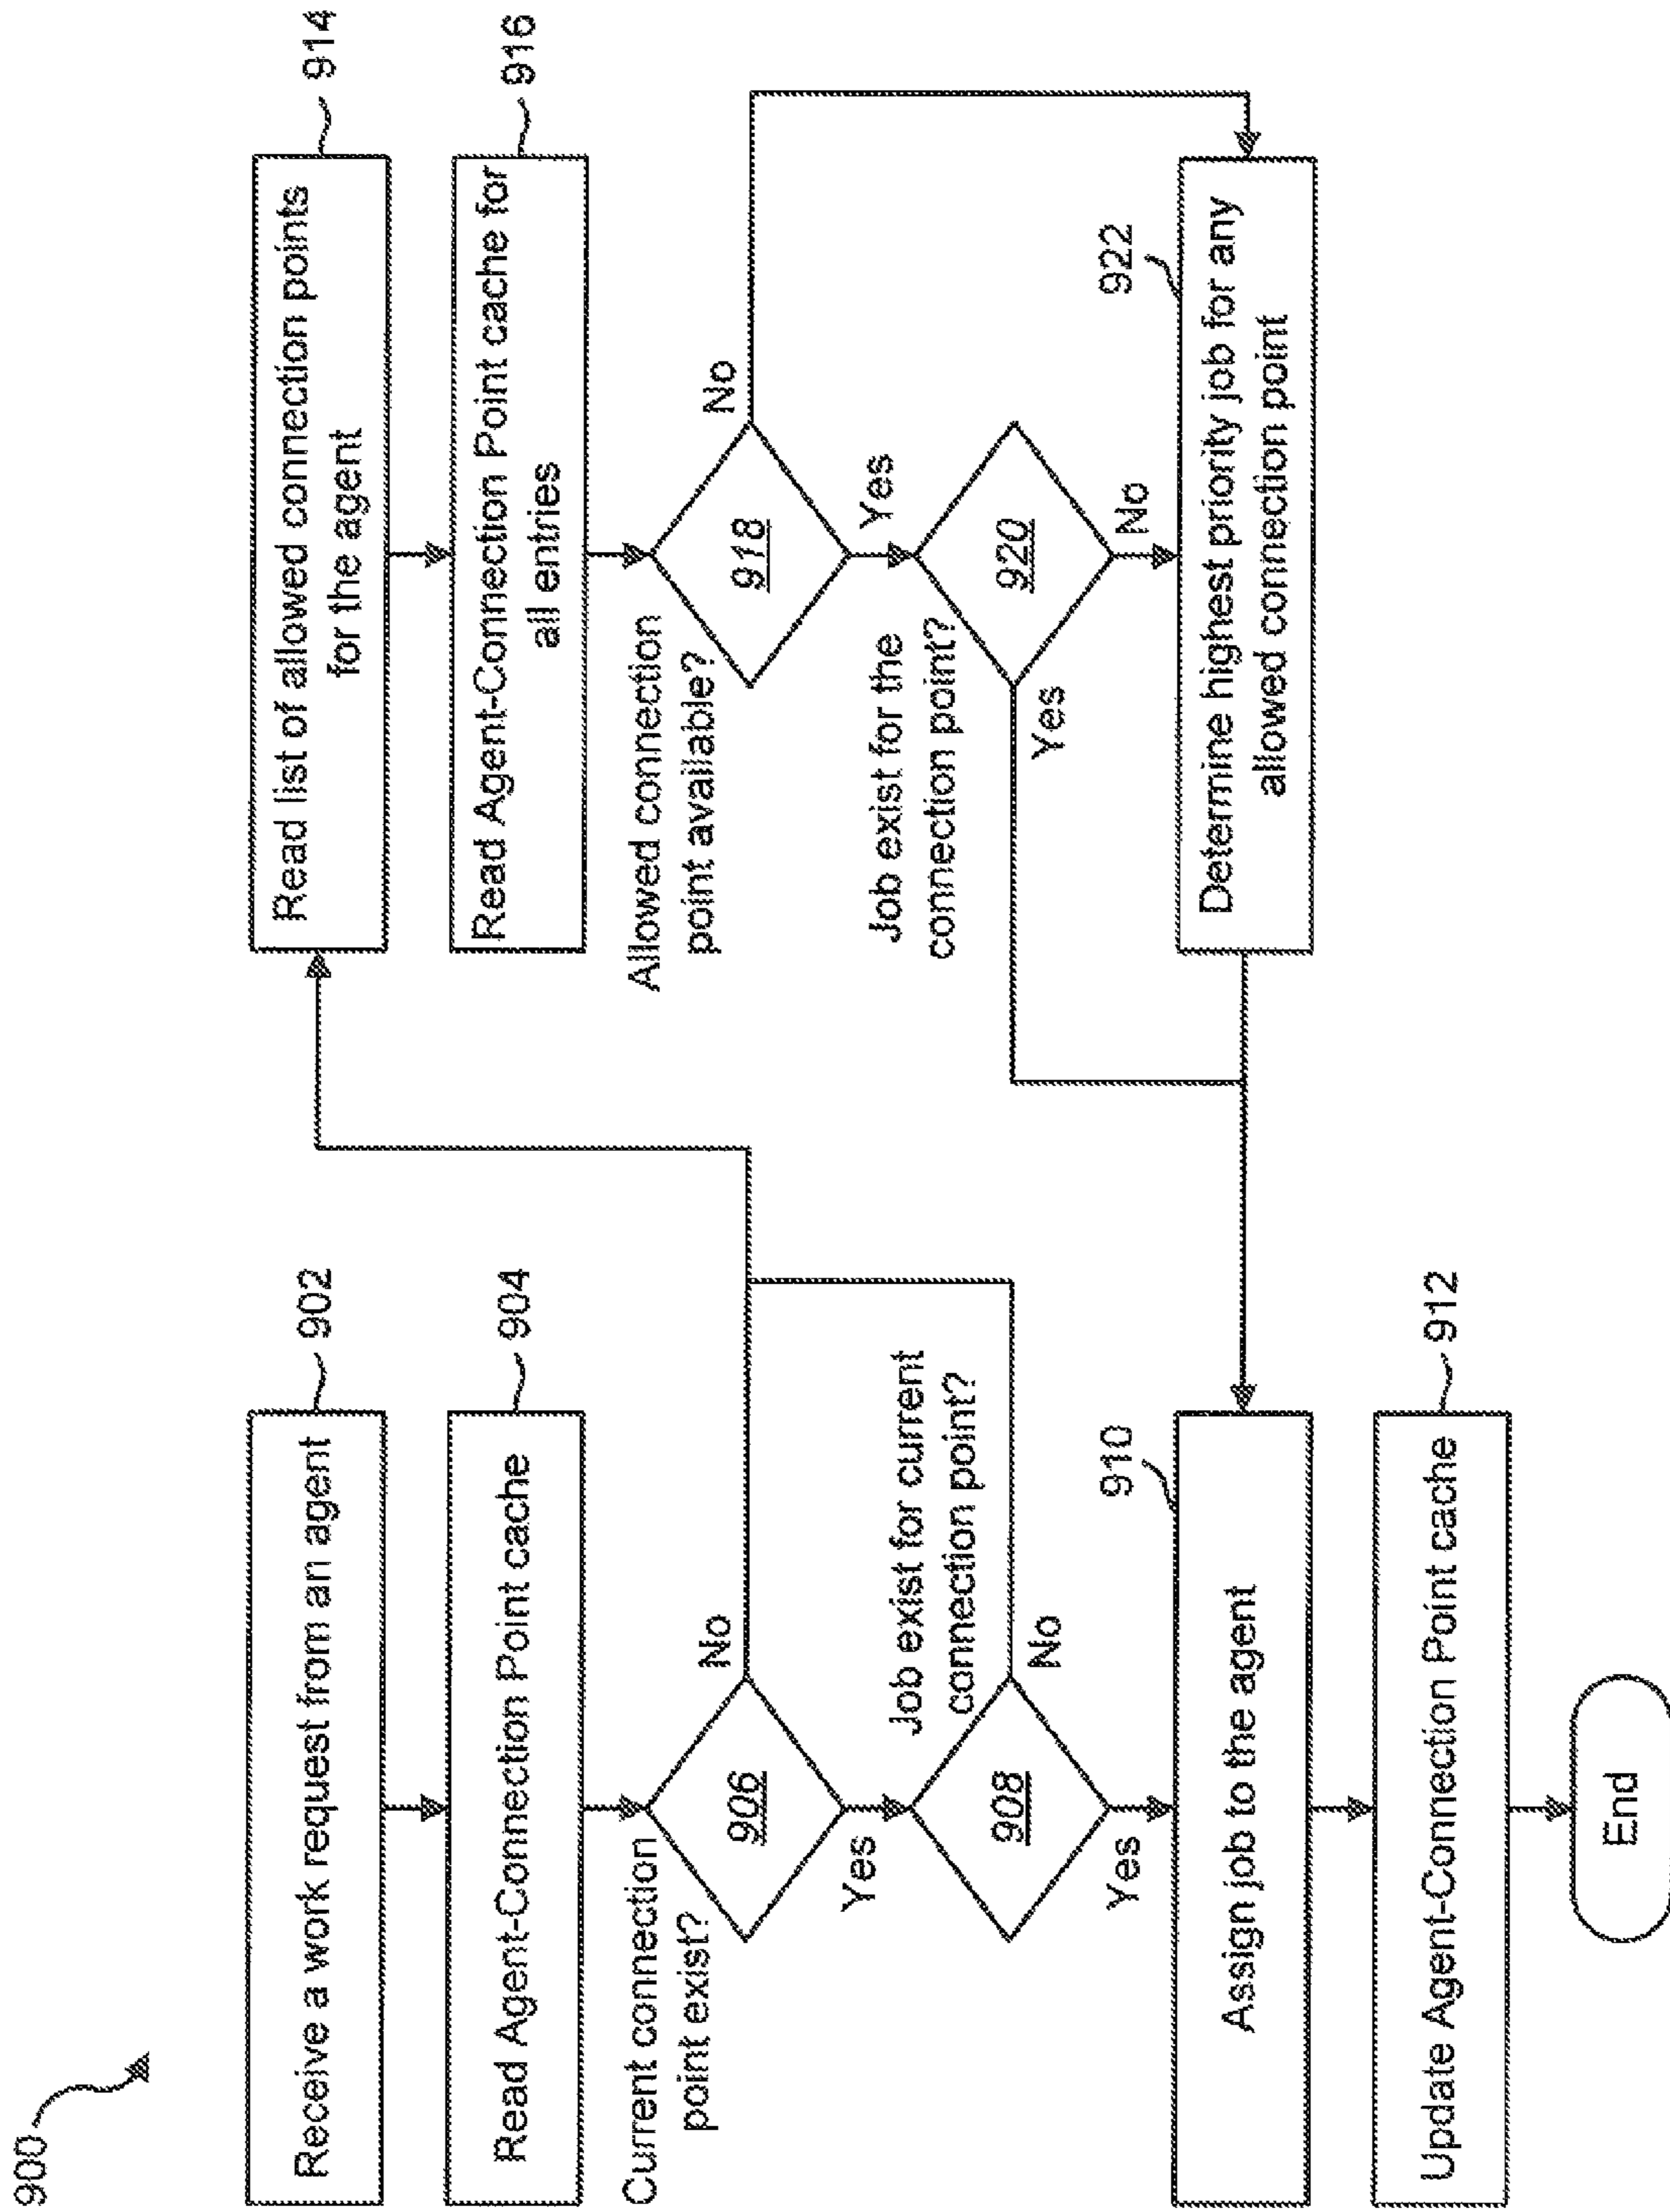 900
Receive a work request from an agent
902
Read Agent-Connection Point cache
904
Current connection
point exist?
906
No
Yes
Job exist for current
connection point?
908
No
Yes
910
Assign job to the agent
Update Agent-Connection Point cache
912
End
Read list of allowed connection points
for the agent
914
Read Agent-Connection Point cache for
all entries
916
Allowed connection
point available?
918
No
Yes
Job exist for the
connection point?
920
Yes
No
922
Determine highest priority job for any
allowed connection point